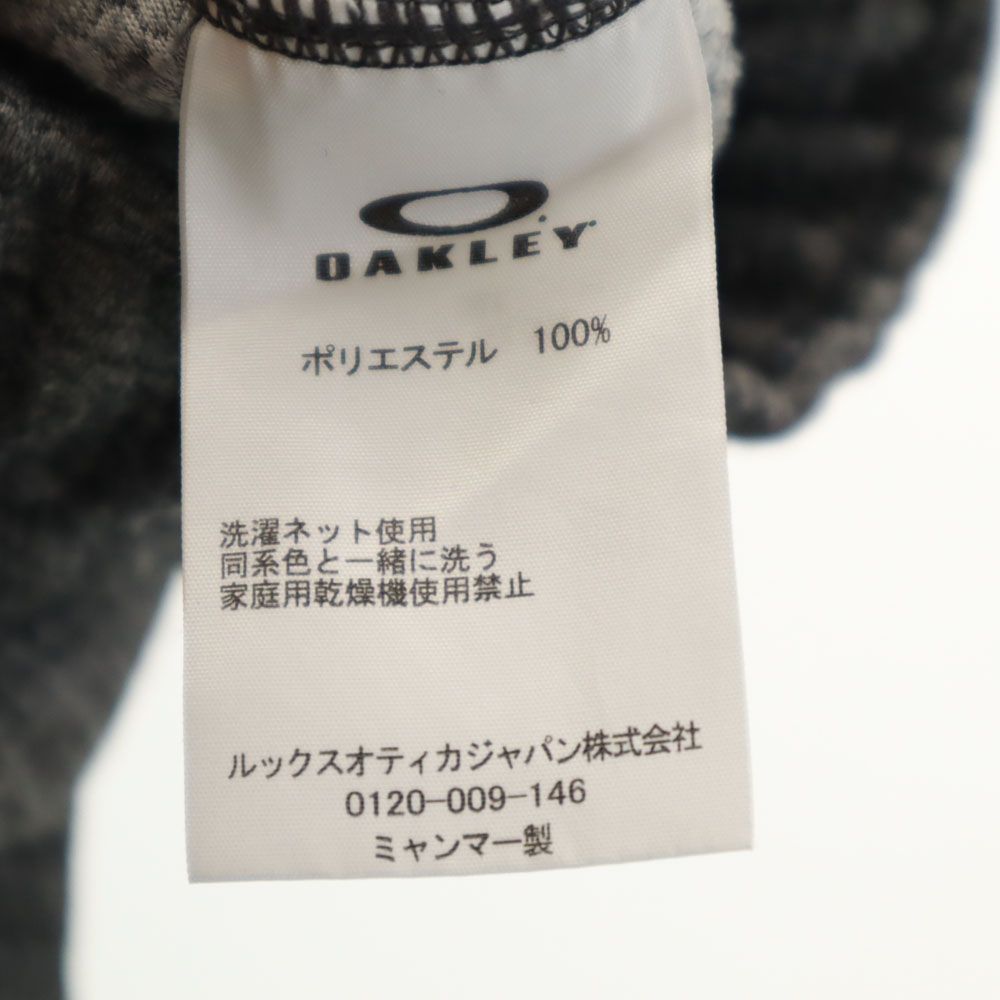 OAKLEY
ポリエステル 100%
洗濯ネット使用
同系色と一緒に洗う
家庭用乾燥機使用禁止
ルックスオティカジャパン株式会社
0120-009-146
ミャンマー製